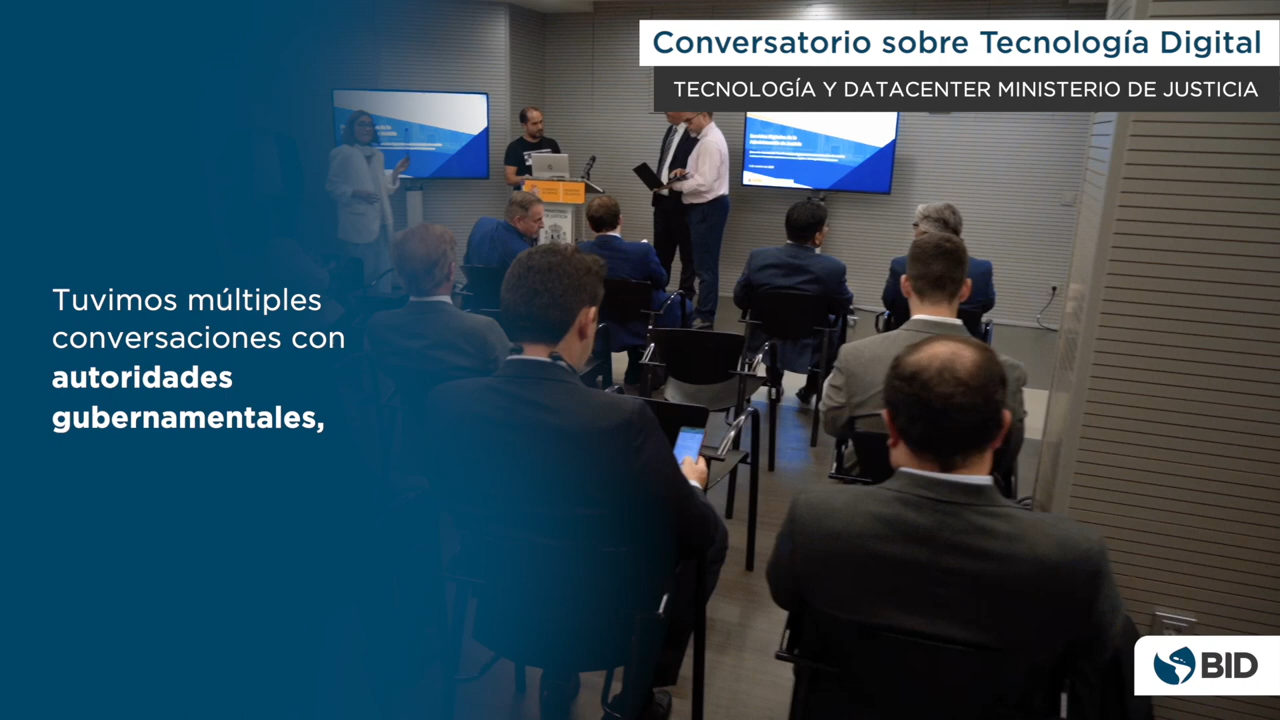 Conversatorio sobre Tecnología Digital
TECNOLOGÍA Y DATACENTER MINISTERIO DE JUSTICIA
Tuvimos múltiples
conversaciones con
autoridades
gubernamentales,
BID